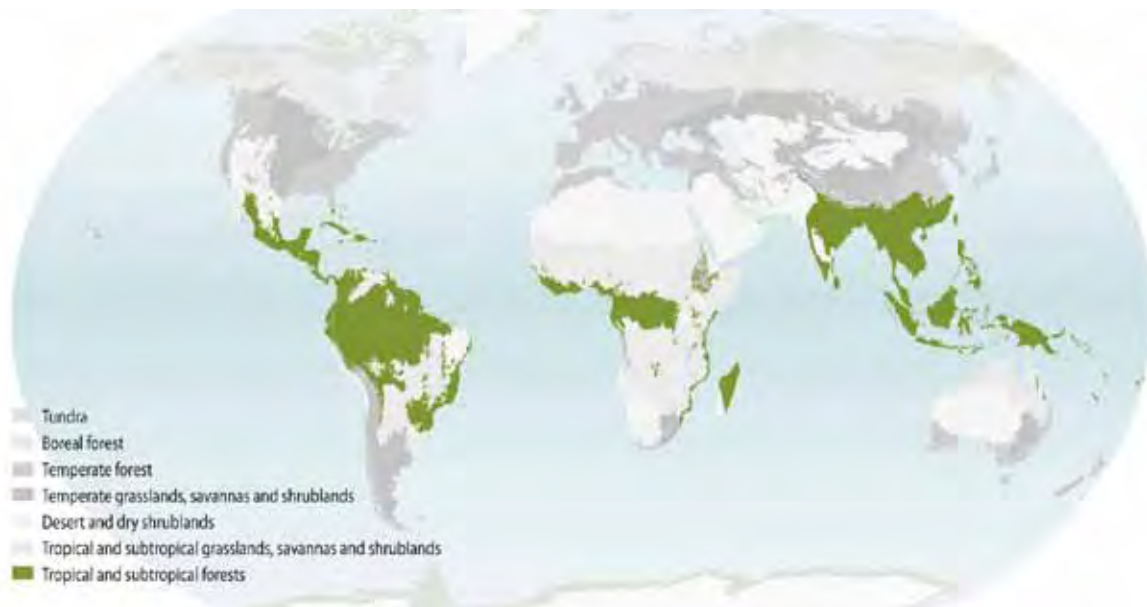 Tundra
Boreal forest
Temperate forest
Temperate grasslands, savannas and shrublands
Desert and dry shrublands
Tropical and subtropical grasslands, savannas and shrublands
Tropical and subtropical forests